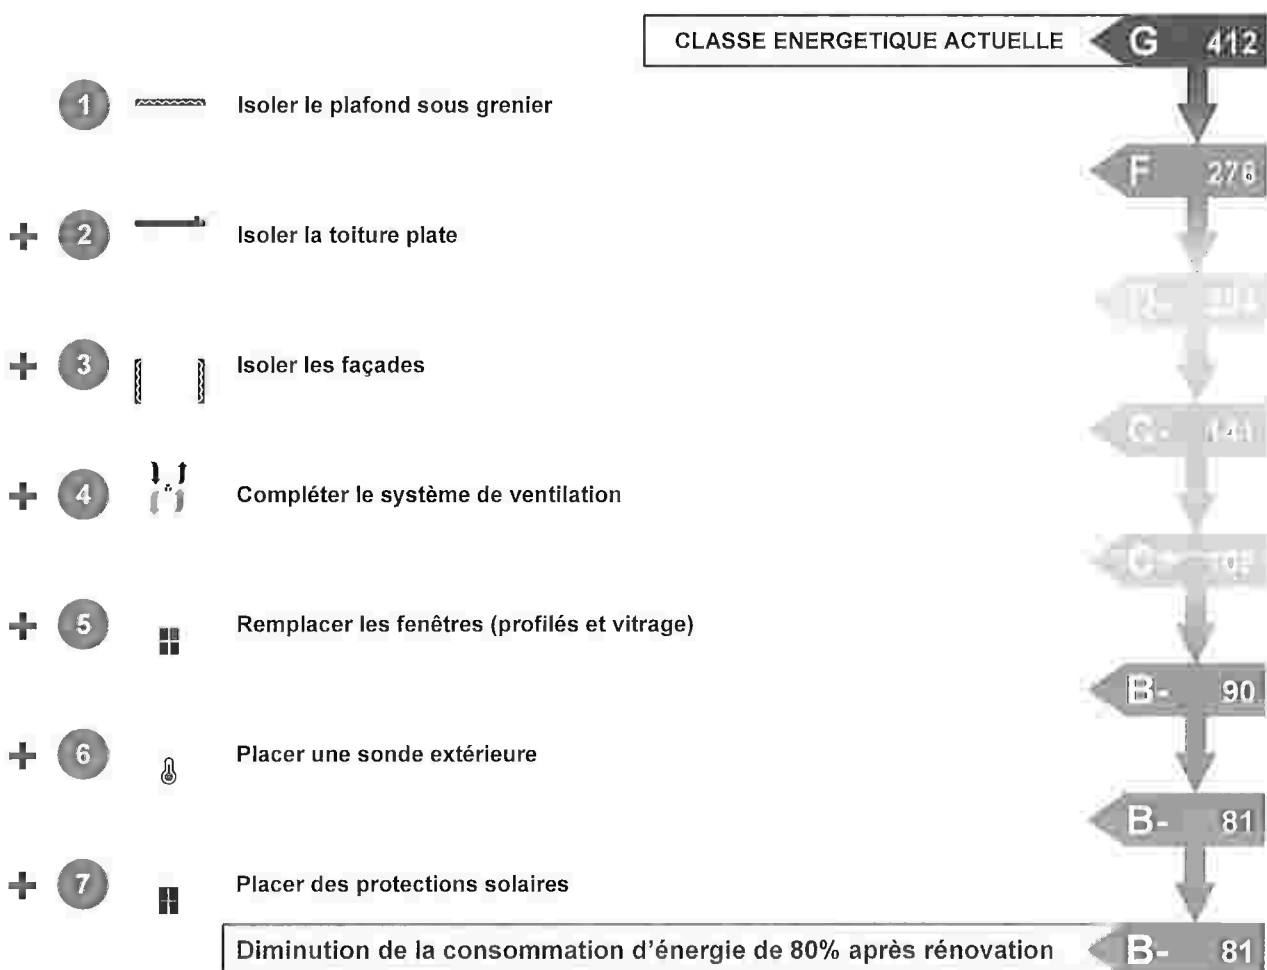 CLASSE ENERGETIQUE ACTUELLE G 412
1 Isoler le plafond sous grenier
F 276
+ 2 Isoler la toiture plate
+ 3 Isoler les façades
+ 4 Compléter le système de ventilation
+ 5 Remplacer les fenêtres (profilés et vitrage)
B- 90
+ 6 Placer une sonde extérieure
B- 81
+ 7 Placer des protections solaires
Diminution de la consommation d'énergie de 80% après rénovation B- 81